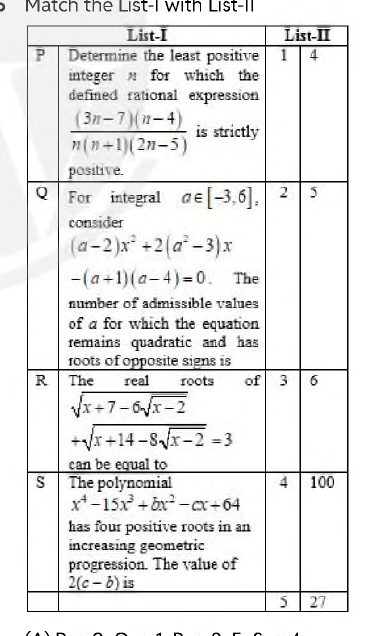 Match the List-I with List-II
List-I List-II
P Determine the least positive 1 4
integer n for which the
defined rational expression
(3n−7)(n−4)
/ n(n+1)(2n−5) is strictly
positive.
Q For integral a∈[−3,6], 2 5
consider
(a−2)x² +2(a²−3)x
−(a+1)(a−4)=0. The
number of admissible values
of a for which the equation
remains quadratic and has
roots of opposite signs is
R The real roots of 3 6
√(x+7−6√(x−2))
+√(x+14−8√(x−2)) =3
can be equal to
S The polynomial 4 100
x⁴−15x³+bx²−cx+64
has four positive roots in an
increasing geometric
progression. The value of
2(c−b) is
5 27